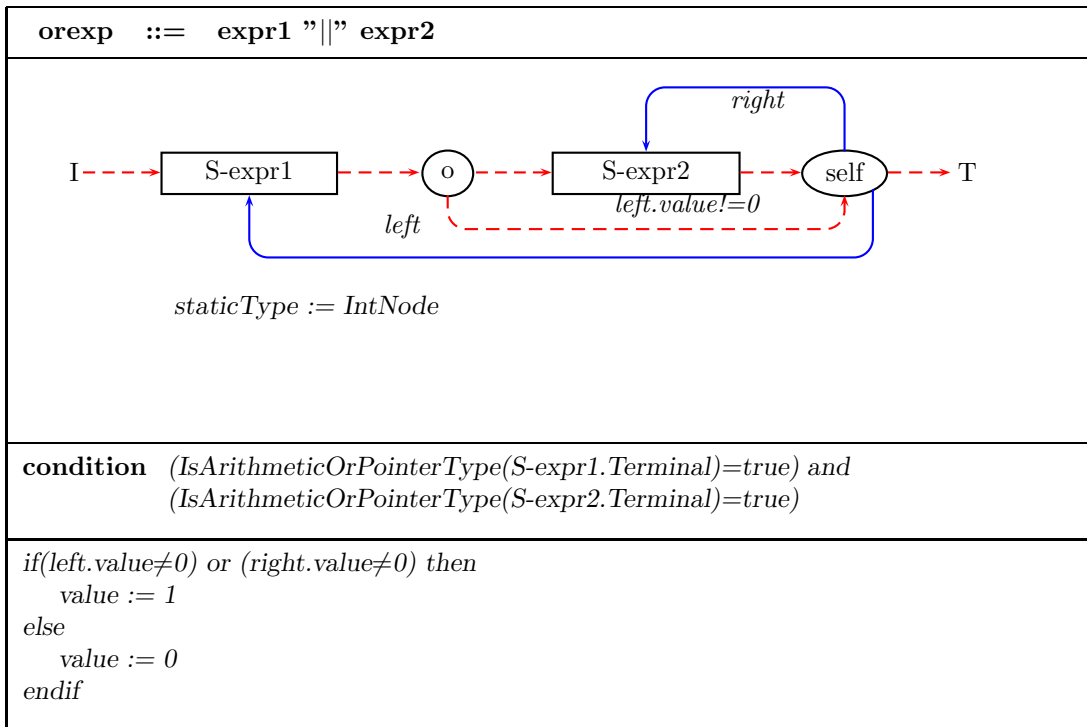 orexp ::= expr1 ”||” expr2
right
I S-expr1 o S-expr2 self T
left.value!=0
left
staticType := IntNode
condition (IsArithmeticOrPointerType(S-expr1.Terminal)=true) and
(IsArithmeticOrPointerType(S-expr2.Terminal)=true)
if(left.value≠0) or (right.value≠0) then
value := 1
else
value := 0
endif